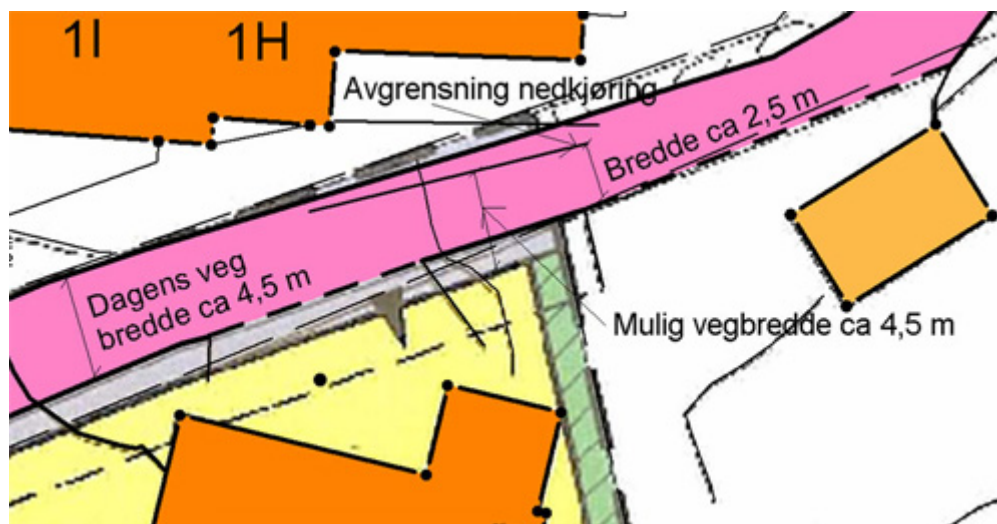 1I
1H
Avgrensning nedkjøring
Bredde ca 2,5 m
Dagens veg
bredde ca 4,5 m
Mulig vegbredde ca 4,5 m